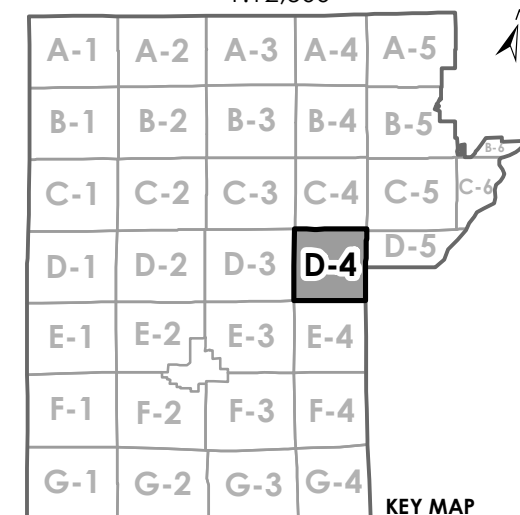 A-1 A-2 A-3 A-4 A-5
B-1 B-2 B-3 B-4 B-5 B-6
C-1 C-2 C-3 C-4 C-5 C-6
D-1 D-2 D-3 D-4 D-5
E-1 E-2 E-3 E-4
F-1 F-2 F-3 F-4
G-1 G-2 G-3 G-4
KEY MAP